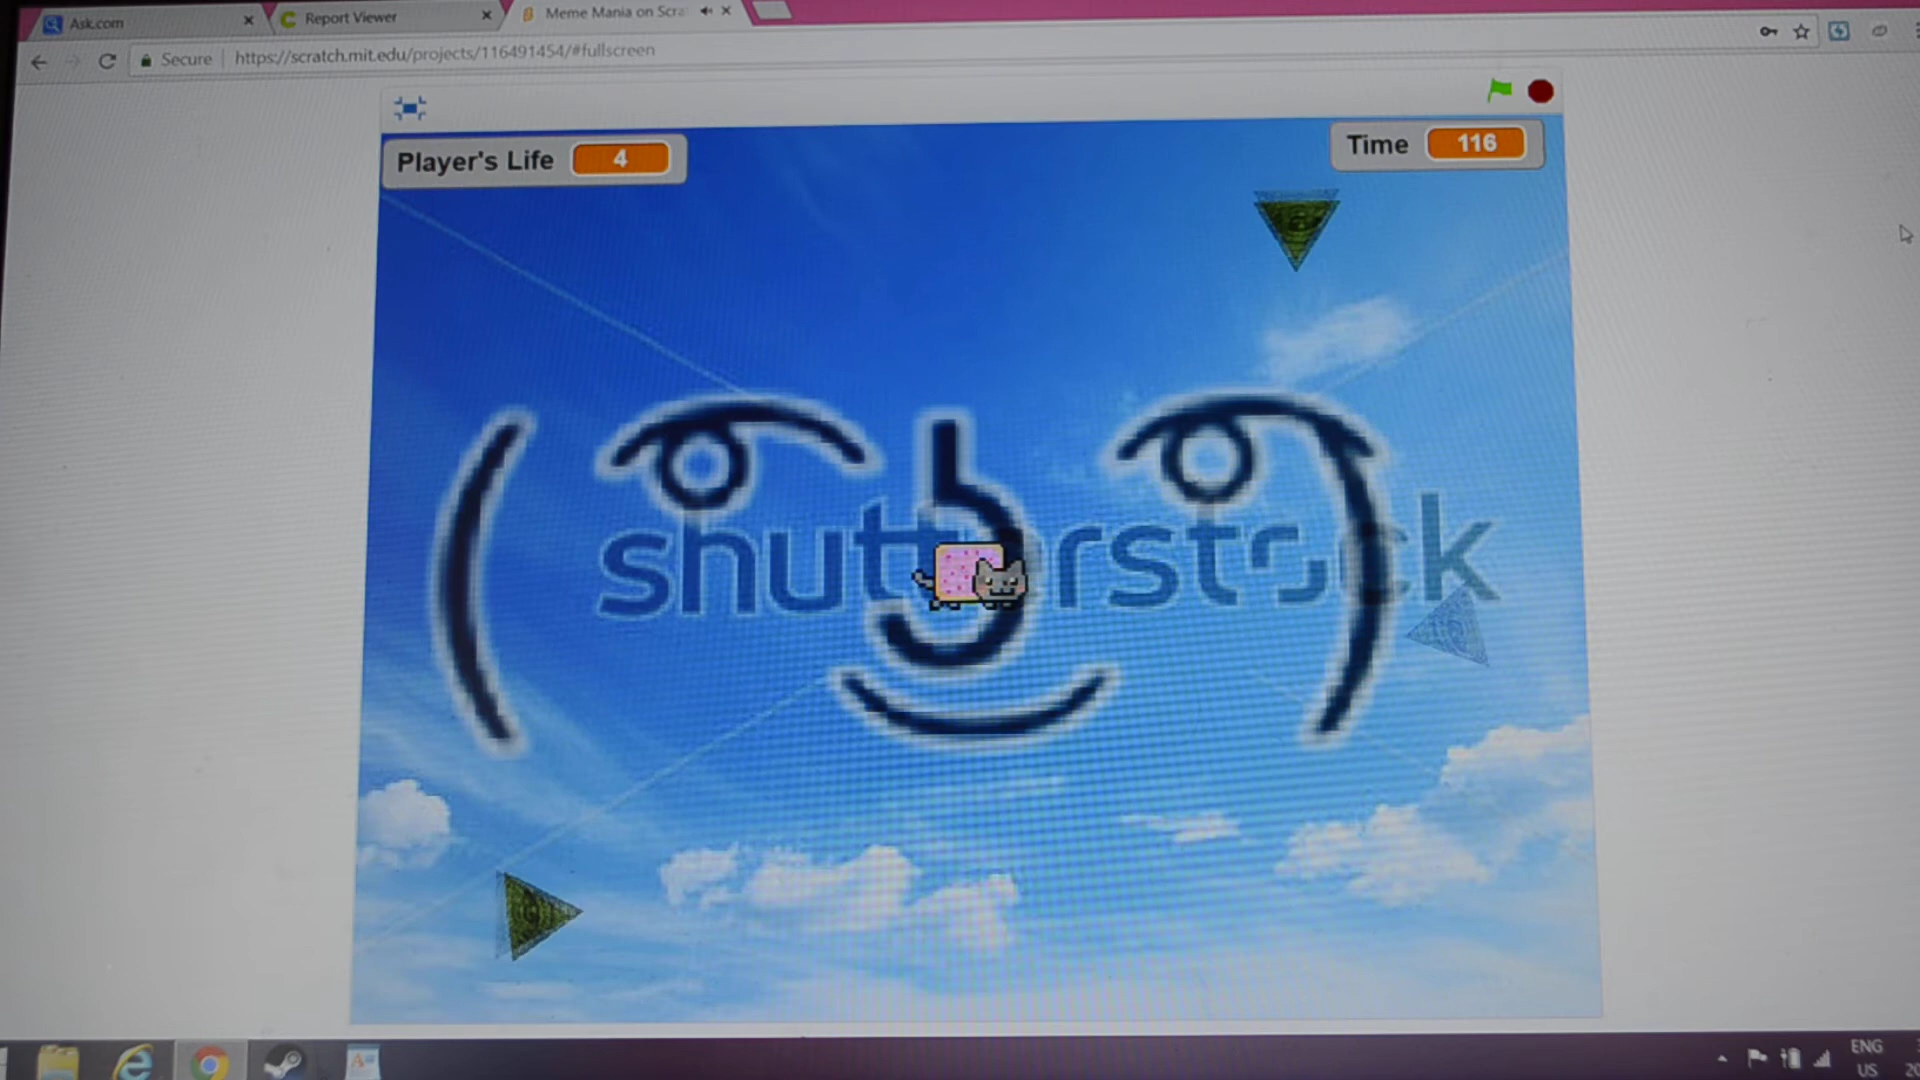 Ask.com
Report Viewer
Meme Mania on Scra
Secure
https://scratch.mit.edu/projects/116491454/#fullscreen
Player's Life 4
Time 116
shutterstock
ENG
US